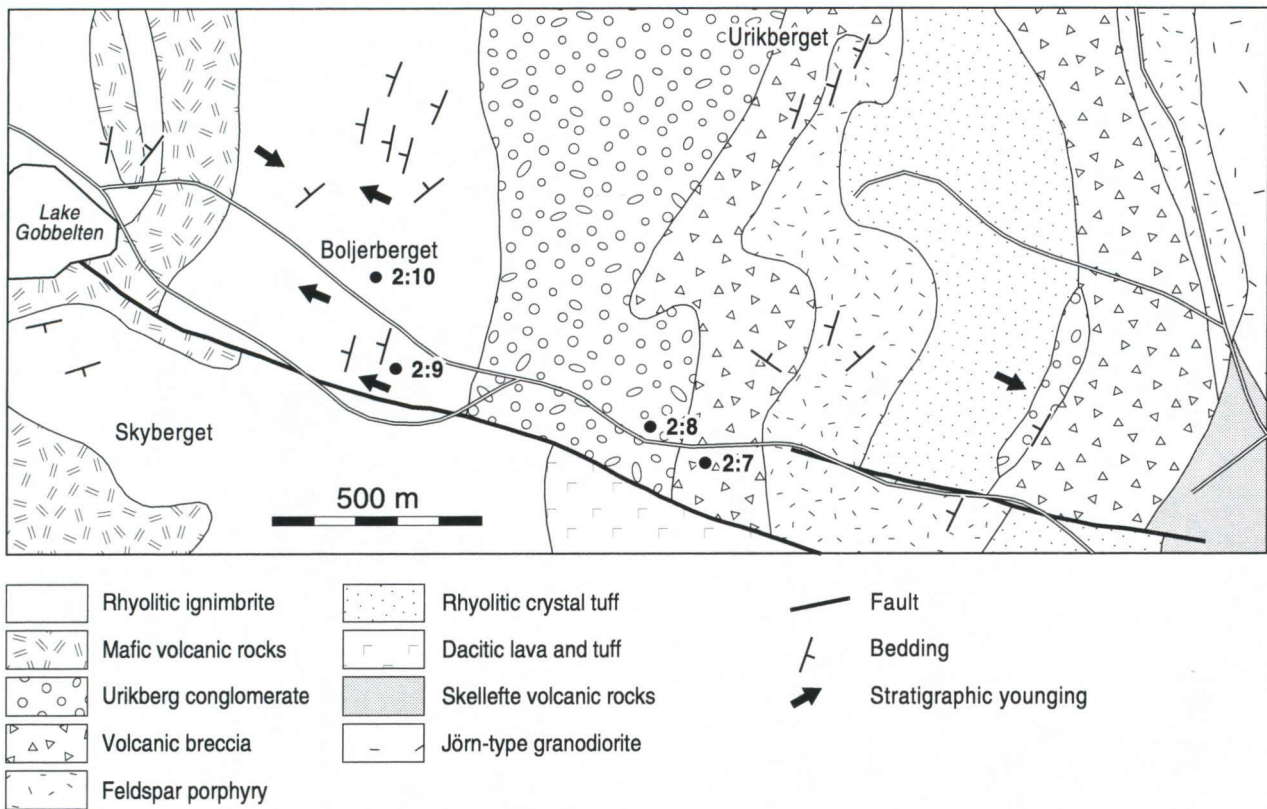 Urikberget
Lake
Gobbelten
Boljerberget
2:10
2:9
2:8
2:7
Skyberget
500 m
Rhyolitic ignimbrite
Mafic volcanic rocks
Urikberg conglomerate
Volcanic breccia
Feldspar porphyry
Rhyolitic crystal tuff
Dacitic lava and tuff
Skellefte volcanic rocks
Jörn-type granodiorite
Fault
Bedding
Stratigraphic younging